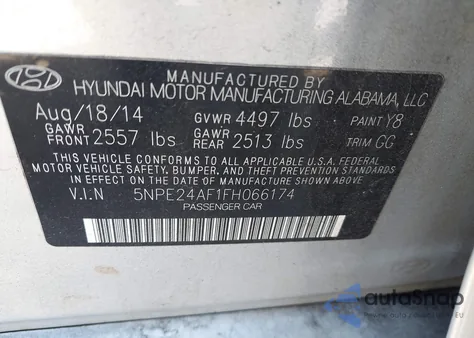 MANUFACTURED BY
HYUNDAI MOTOR MANUFACTURING ALABAMA, LLC
Aug/18/14 GVWR 4497 lbs PAINT Y8
GAWR FRONT 2557 lbs GAWR REAR 2513 lbs TRIM GG
THIS VEHICLE CONFORMS TO ALL APPLICABLE U.S.A. FEDERAL
MOTOR VEHICLE SAFETY, BUMPER, AND THEFT PREVENTION
STANDARDS IN EFFECT ON THE DATE OF MANUFACTURE SHOWN ABOVE.
V.I.N 5NPE24AF1FH066174
PASSENGER CAR
autoSnap